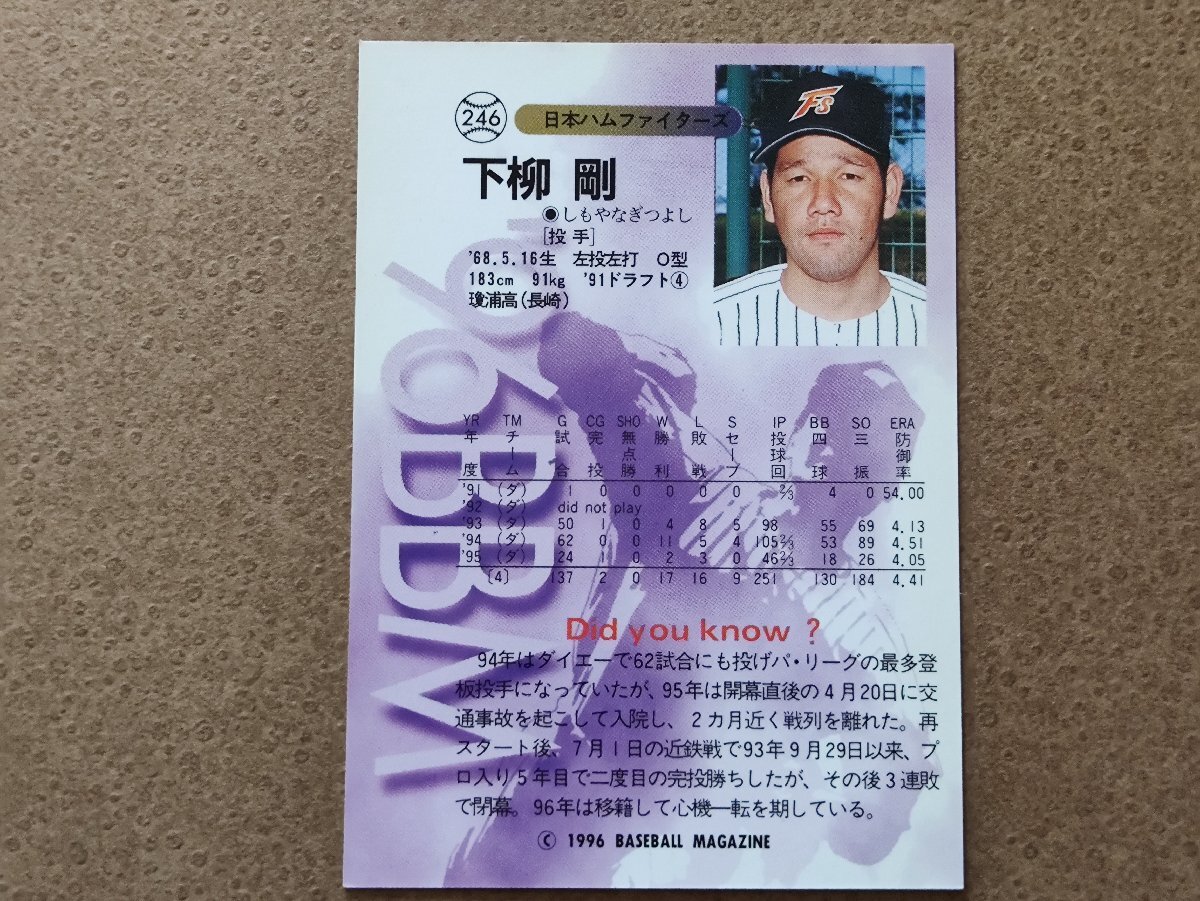 246 日本ハムファイターズ
Fs
下柳 剛
●しもやなぎつよし
[投手]
'68.5.16生 左投左打 O型
183cm 91kg '91ドラフト④
瓊浦高(長崎)
'96BBM
YR TM G CG SHO W L S IP BB SO ERA
年度 チーム 試合 完投 無点勝 勝利 敗戦 セーブ 投球回 四球 三振 防御率
'91 (ダ) 1 0 0 0 0 0 2/3 4 0 54.00
'92 (ダ) did not play
'93 (ダ) 50 1 0 4 8 5 98 55 69 4.13
'94 (ダ) 62 0 0 11 5 4 105 2/3 53 89 4.51
'95 (ダ) 24 1 0 2 3 0 46 2/3 18 26 4.05
[4] 137 2 0 17 16 9 251 130 184 4.41
Did you know ?
94年はダイエーで62試合にも投げパ・リーグの最多登
板投手になっていたが、95年は開幕直後の4月20日に交
通事故を起こして入院し、2カ月近く戦列を離れた。再
スタート後、7月1日の近鉄戦で93年9月29日以来、プ
ロ入り5年目で二度目の完投勝ちしたが、その後3連敗
で閉幕。96年は移籍して心機一転を期している。
© 1996 BASEBALL MAGAZINE